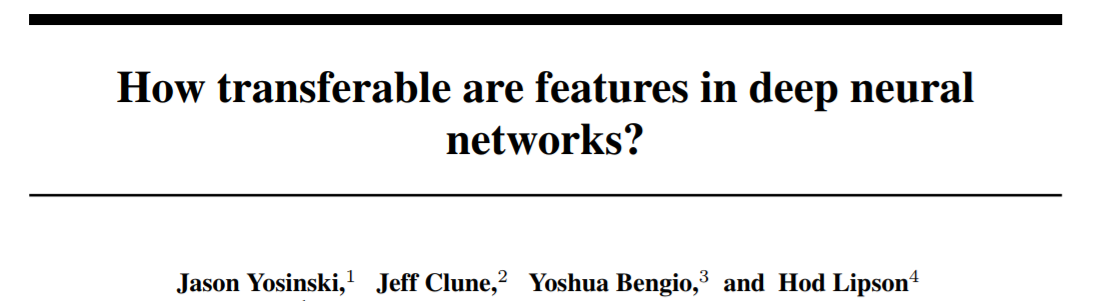 How transferable are features in deep neural
networks?
Jason Yosinski,1 Jeff Clune,2 Yoshua Bengio,3 and Hod Lipson4